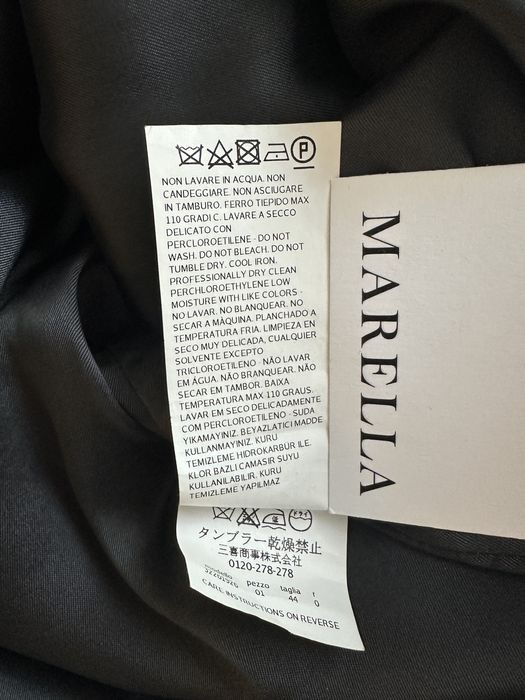 P
NON LAVARE IN ACQUA. NON
CANDEGGIARE. NON ASCIUGARE
IN TAMBURO. FERRO TIEPIDO MAX
110 GRADI C. LAVARE A SECCO
DELICATO CON
PERCLOROETILENE - DO NOT
WASH. DO NOT BLEACH. DO NOT
TUMBLE DRY. COOL IRON.
PROFESSIONALLY DRY CLEAN
PERCHLOROETHYLENE LOW
MOISTURE WITH LIKE COLORS -
NO LAVAR. NO BLANQUEAR. NO
SECAR A MÀQUINA. PLANCHADO A
TEMPERATURA FRIA. LIMPIEZA EN
SECO MUY DELICADA, CUALQUIER
SOLVENTE EXCEPTO
TRICLOROETILENO - NÃO LAVAR
EM ÁGUA. NÃO BRANQUEAR. NÃO
SECAR EM TAMBOR. BAIXA
TEMPERATURA MAX 110 GRAUS.
LAVAR EM SECO DELICADAMENTE
COM PERCLOROETILENO - SUDA
YIKAMAYINIZ. BEYAZLATICI MADDE
KULLANMAYINIZ. KURU
TEMIZLEME HIDROKARBUR ILE.
KLOR BAZLI CAMASIR SUYU
KULLANILABILIR. KURU
TEMIZLEME YAPILMAZ
MARELLA
ドライ
タンブラー乾燥禁止
三喜商事株式会社
0120-278-278
modello pezzo taglia r
01 44 0
CARE INSTRUCTIONS ON REVERSE